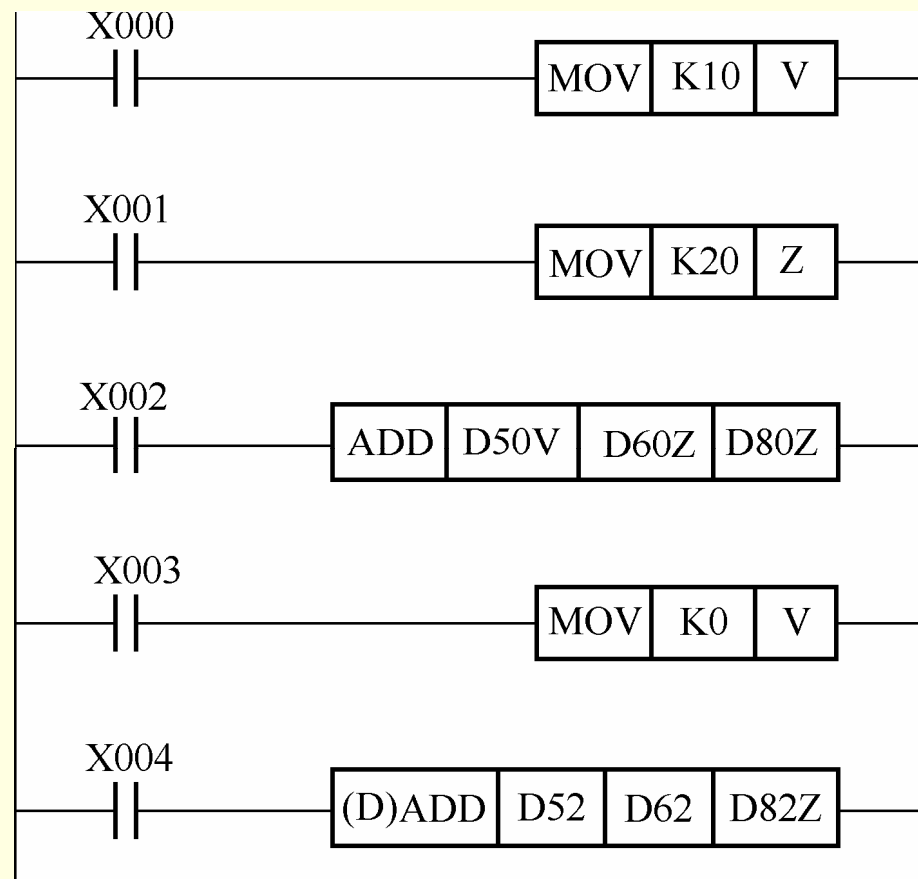 X000
MOV K10 V
X001
MOV K20 Z
X002
ADD D50V D60Z D80Z
X003
MOV K0 V
X004
(D)ADD D52 D62 D82Z